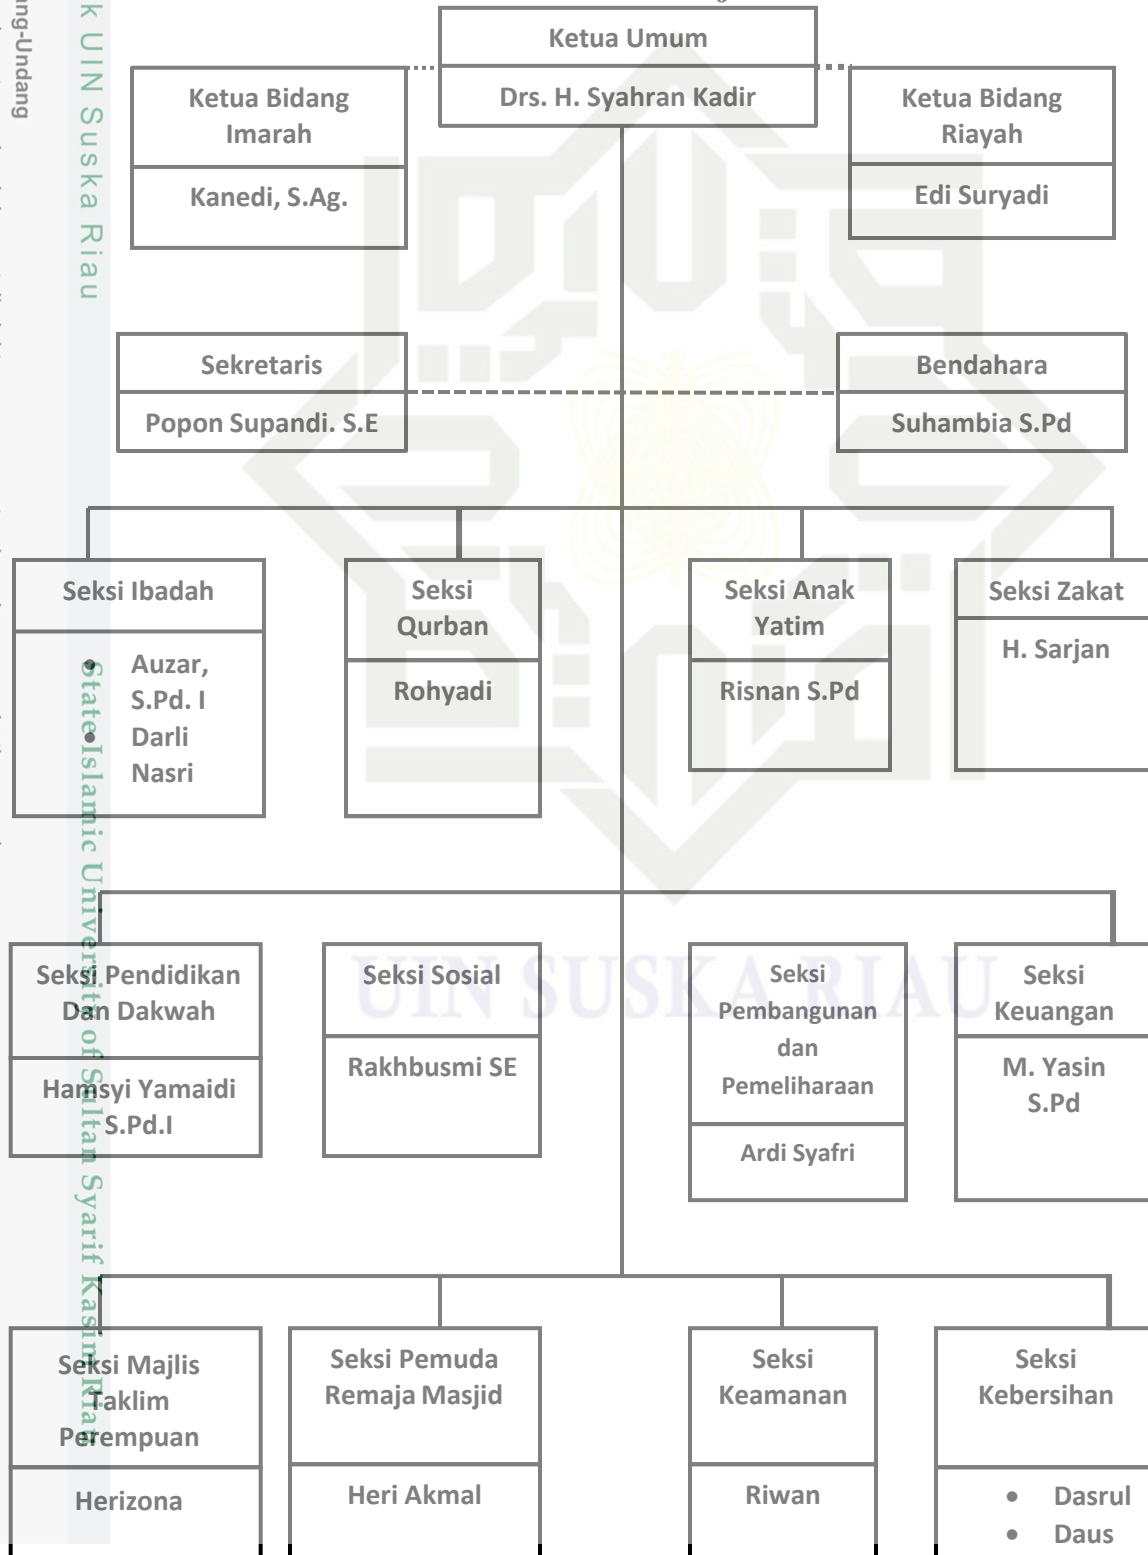 Ketua Umum
Drs. H. Syahran Kadir
Ketua Bidang
Imarah
Kanedi, S.Ag.
Ketua Bidang
Riayah
Edi Suryadi
Sekretaris
Popon Supandi. S.E
Bendahara
Suhambia S.Pd
Seksi Ibadah
• Auzar,
S.Pd. I
• Darli
Nasri
Seksi
Qurban
Rohyadi
Seksi Anak
Yatim
Risnan S.Pd
Seksi Zakat
H. Sarjan
Seksi Pendidikan
Dan Dakwah
Hamsyi Yamaidi
S.Pd.I
Seksi Sosial
Rakhbusmi SE
Seksi
Pembangunan
dan
Pemeliharaan
Ardi Syafri
Seksi
Keuangan
M. Yasin
S.Pd
Seksi Majlis
Taklim
Perempuan
Herizona
Seksi Pemuda
Remaja Masjid
Heri Akmal
Seksi
Keamanan
Riwan
Seksi
Kebersihan
• Dasrul
• Daus
UIN SUSKA RIAU
k UIN Suska Riau
State Islamic University of Sultan Syarif Kasim Riau
ang-Undang